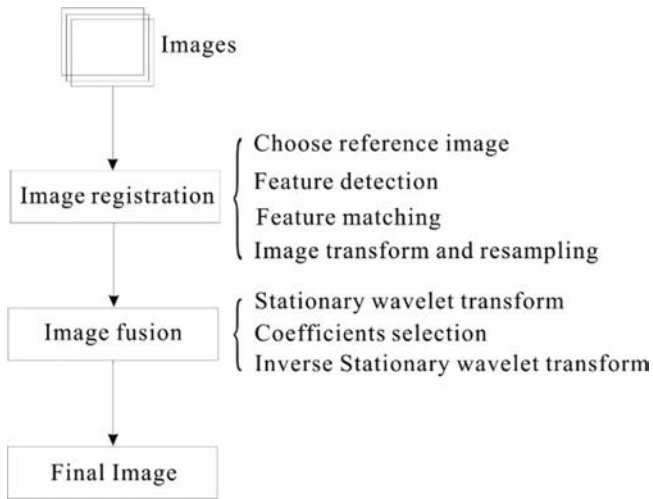 Images
Image registration
Choose reference image
Feature detection
Feature matching
Image transform and resampling
Image fusion
Stationary wavelet transform
Coefficients selection
Inverse Stationary wavelet transform
Final Image